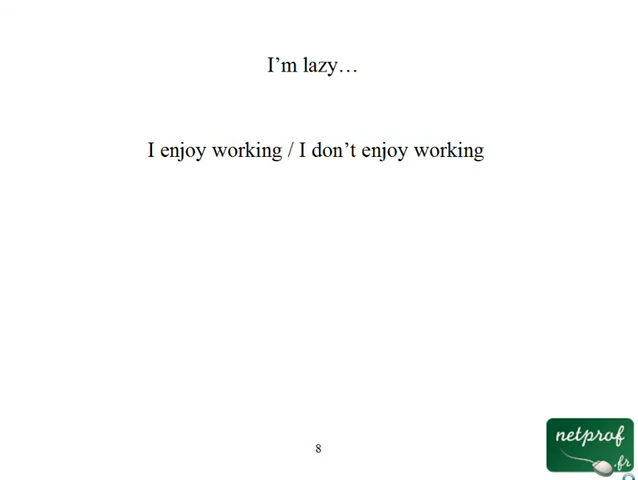 I'm lazy…
I enjoy working / I don't enjoy working
8
netprof
.fr